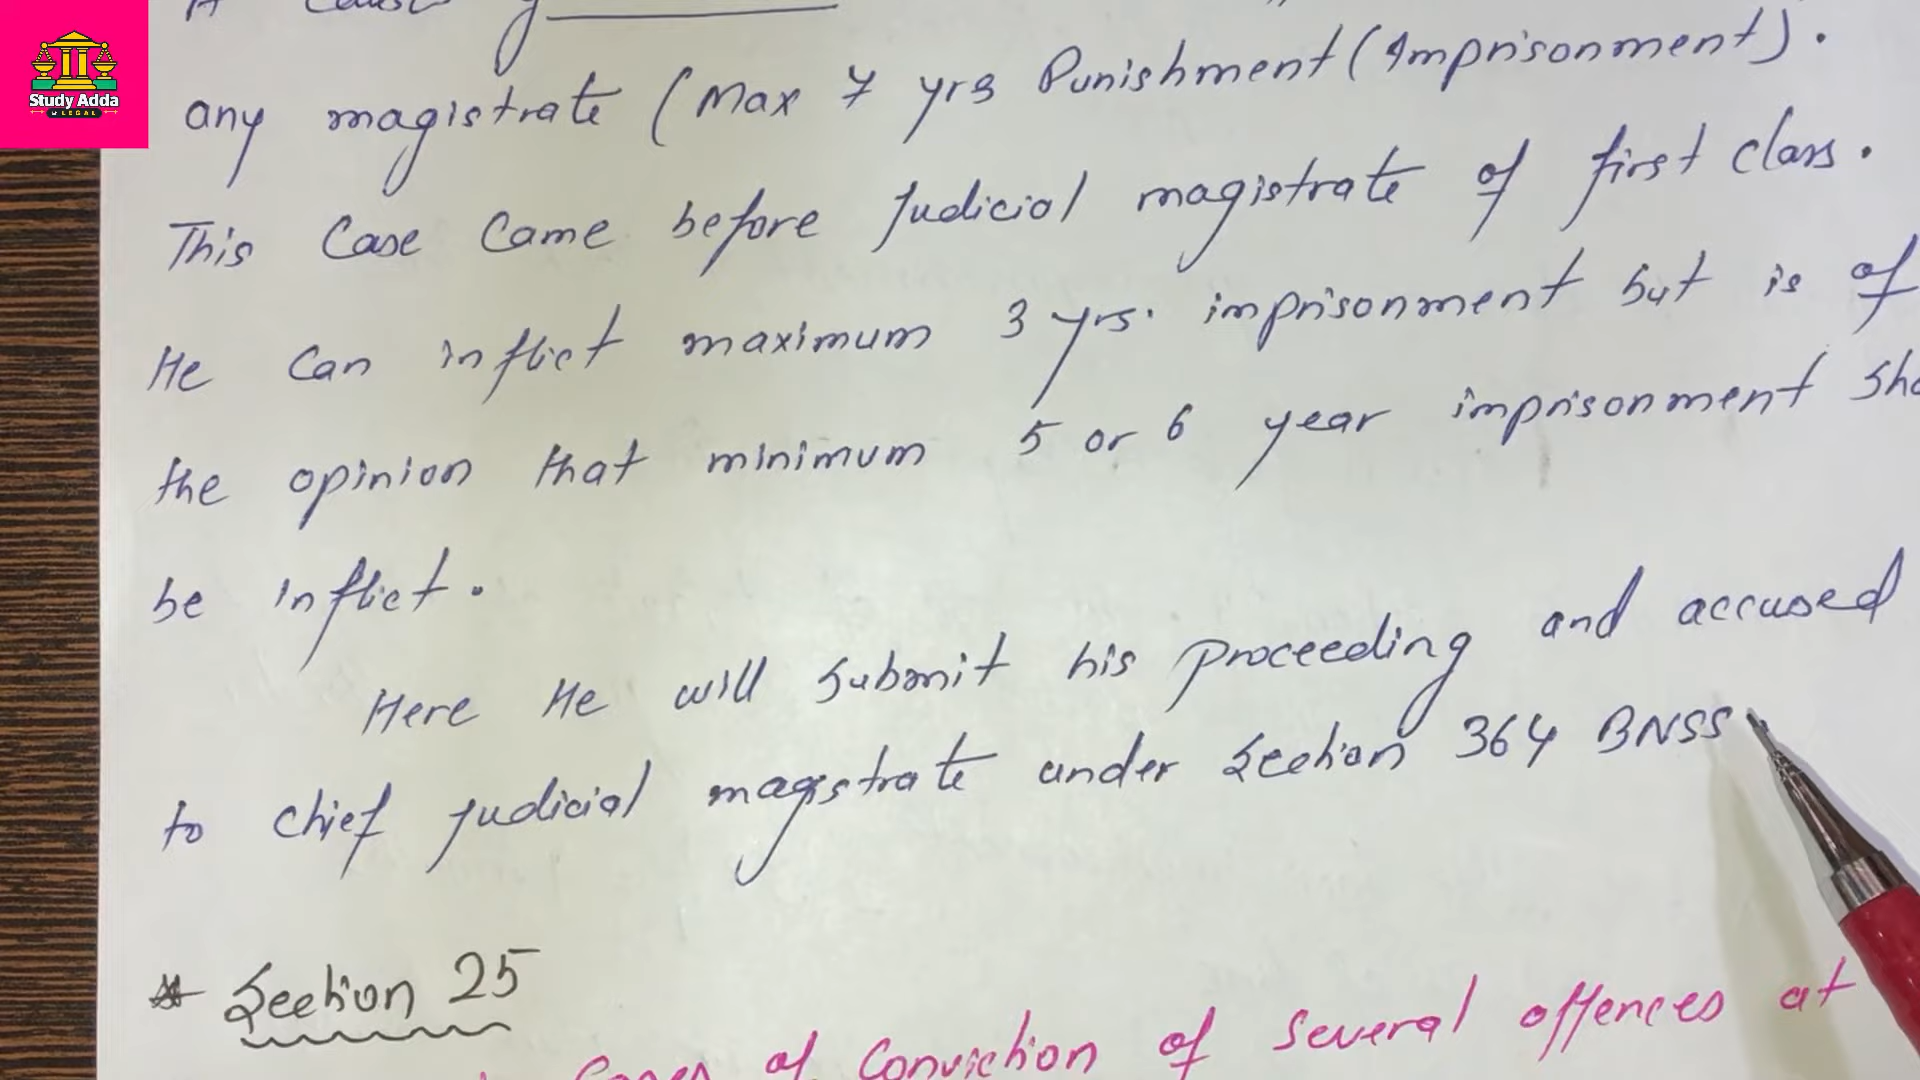 Study Adda
LEGAL
any magistrate (Max 7 yrs Punishment (Imprisonment).
This Case Came before Judicial magistrate of first class.
He Can inflict maximum 3 yrs. imprisonment but is of
the opinion that minimum 5 or 6 year imprisonment
be inflict.
Here He will submit his proceeding and accused
to Chief Judicial magistrate under Section 364 BNSS
* Section 25
Cases of Conviction of Several offences at